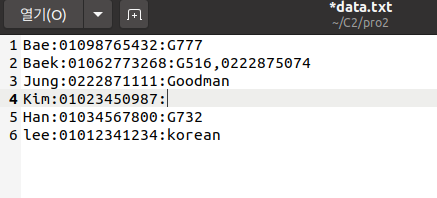 열기(O)
*data.txt
~/C2/pro2
1 Bae:01098765432:G777
2 Baek:01062773268:G516,0222875074
3 Jung:0222871111:Goodman
4 Kim:01023450987:
5 Han:01034567800:G732
6 lee:01012341234:korean